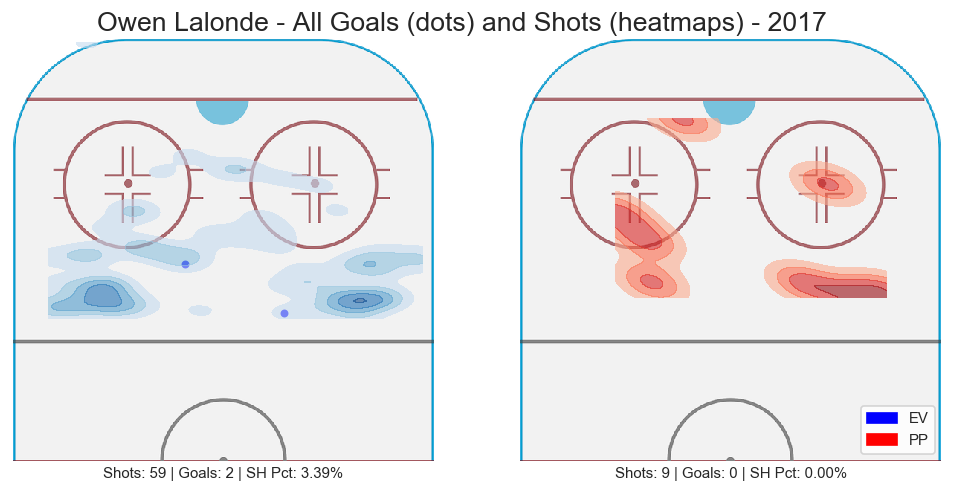 Owen Lalonde - All Goals (dots) and Shots (heatmaps) - 2017
EV
PP
Shots: 59 | Goals: 2 | SH Pct: 3.39%
Shots: 9 | Goals: 0 | SH Pct: 0.00%